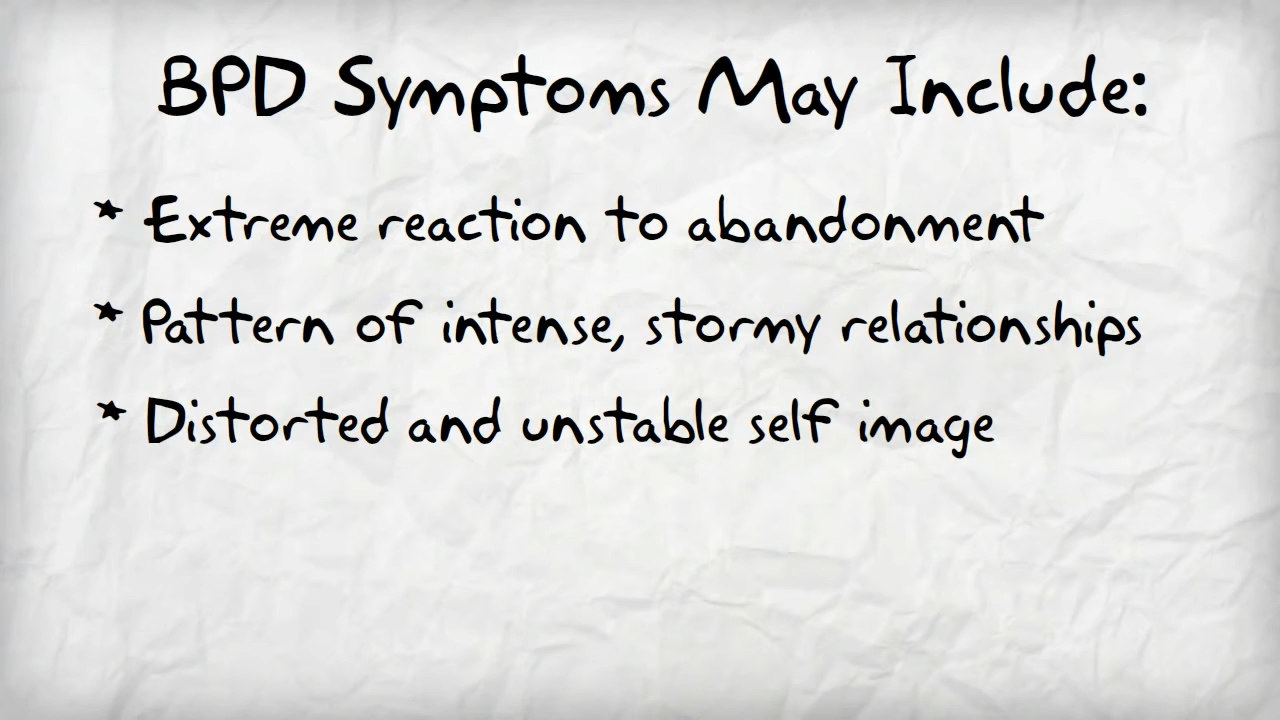 BPD Symptoms May Include:
* Extreme reaction to abandonment
* Pattern of intense, stormy relationships
* Distorted and unstable self image